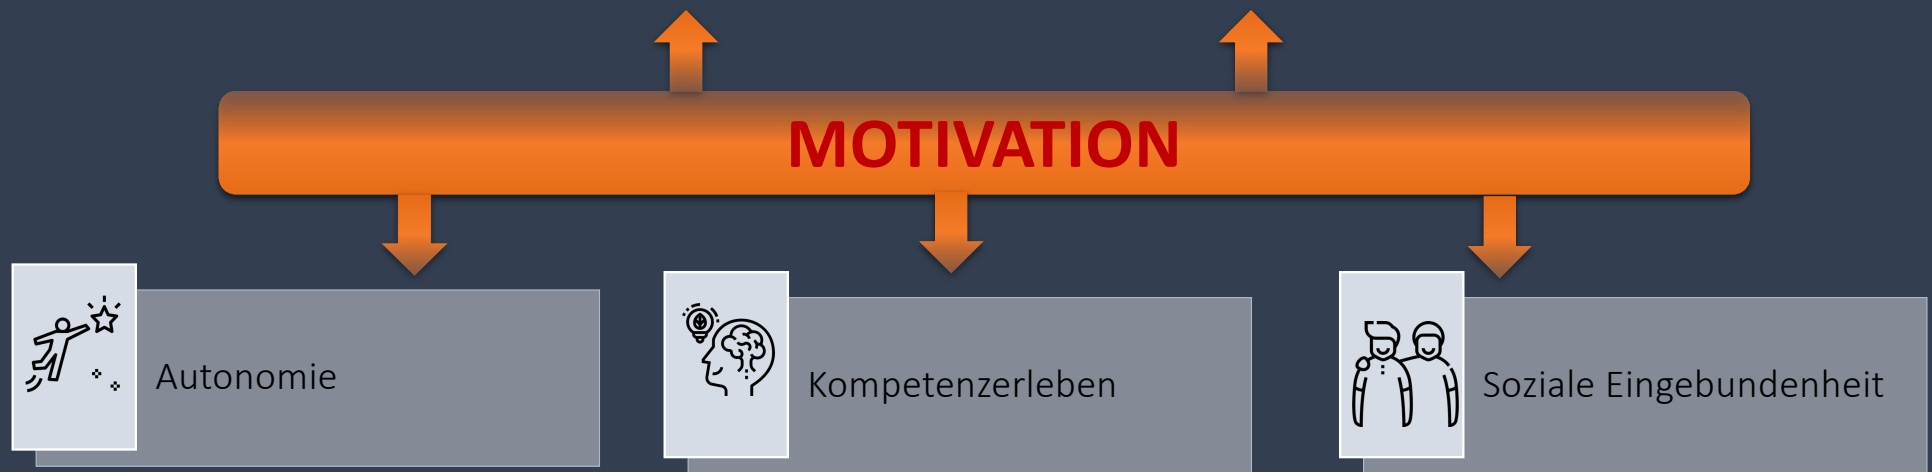 MOTIVATION
Autonomie
Kompetenzerleben
Soziale Eingebundenheit